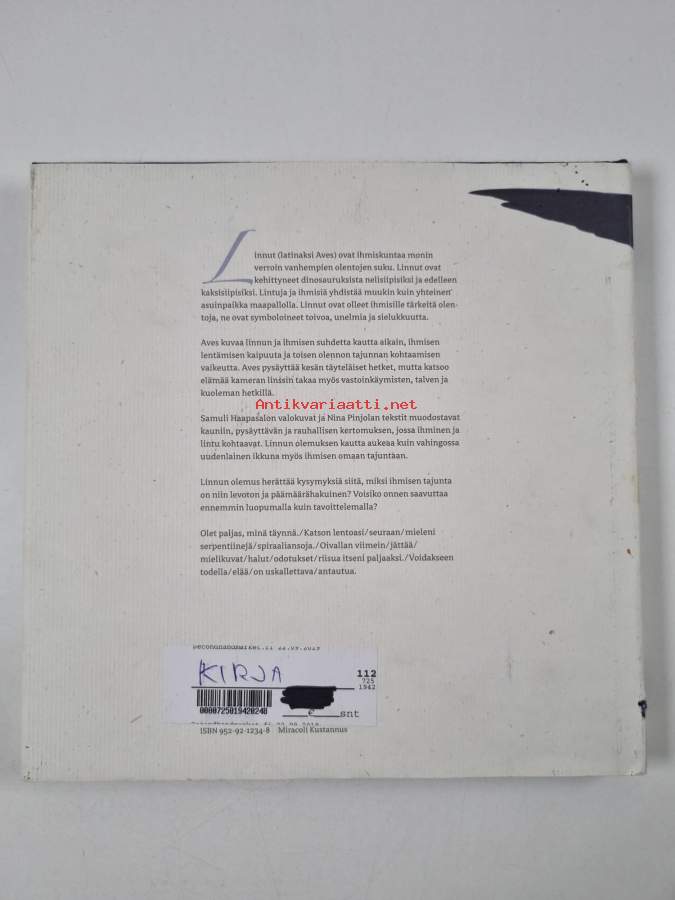 Linnut (latinaksi Aves) ovat ihmiskuntaa monin
verroin vanhempien olentojen suku. Linnut ovat
kehittyneet dinosauruksista nelisiipisiksi ja edelleen
kaksisiipisiksi. Lintuja ja ihmisiä yhdistää muukin kuin yhteinen
asuinpaikka maapallolla. Linnut ovat olleet ihmisille tärkeitä olen-
toja, ne ovat symboloineet toivoa, unelmia ja sielukkuutta.
Aves kuvaa linnun ja ihmisen suhdetta kautta aikain, ihmisen
lentämisen kaipuuta ja toisen olennon tajunnan kohtaamisen
vaikeutta. Aves pysäyttää kesän täyteläiset hetket, mutta katsoo
elämää kameran linssin takaa myös vastoinkäymisten, talven ja
kuoleman hetkillä.
Antikvariaatti.net
Samuli Haapasalon valokuvat ja Nina Pinjolan tekstit muodostavat
kauniin, pysäyttävän ja rauhallisen kertomuksen, jossa ihminen ja
lintu kohtaavat. Linnun olemuksen kautta aukeaa kuin vahingossa
uudenlainen ikkuna myös ihmisen omaan tajuntaan.
Linnun olemus herättää kysymyksiä siitä, miksi ihmisen tajunta
on niin levoton ja päämäärähakuinen? Voisiko onnen saavuttaa
ennemmin luopumalla kuin tavoittelemalla?
Olet paljas, minä täynnä./Katson lentoasi/seuraan/mieleni
serpentiinejä/spiraaliansoja./Oivallan viimein/jättää/
mielikuvat/halut/odotukset/riisua itseni paljaaksi./Voidakseen
todella/elää/on uskallettava/antautua.
KIRJA
112
725
1942
0000725019420240
€ snt
ISBN 952-92-1234-8 Miracoli Kustannus